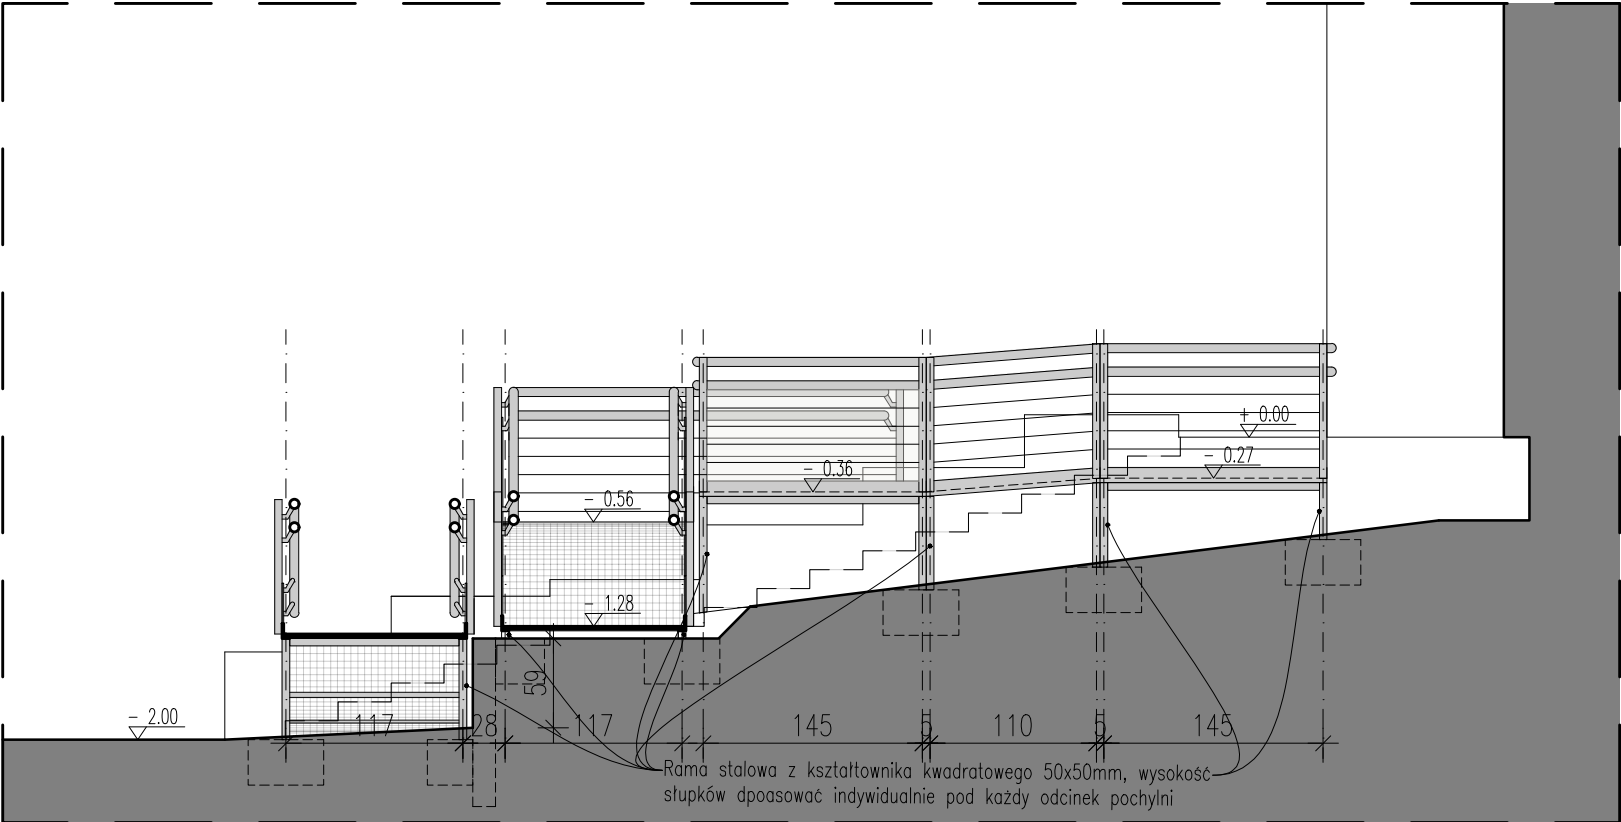 + 0.00
- 0.27
- 0.36
- 0.56
- 1.28
59
- 2.00
117 28 117 145 5 110 5 145
Rama stalowa z kształtownika kwadratowego 50x50mm, wysokość
słupków dpoasować indywidualnie pod każdy odcinek pochylni